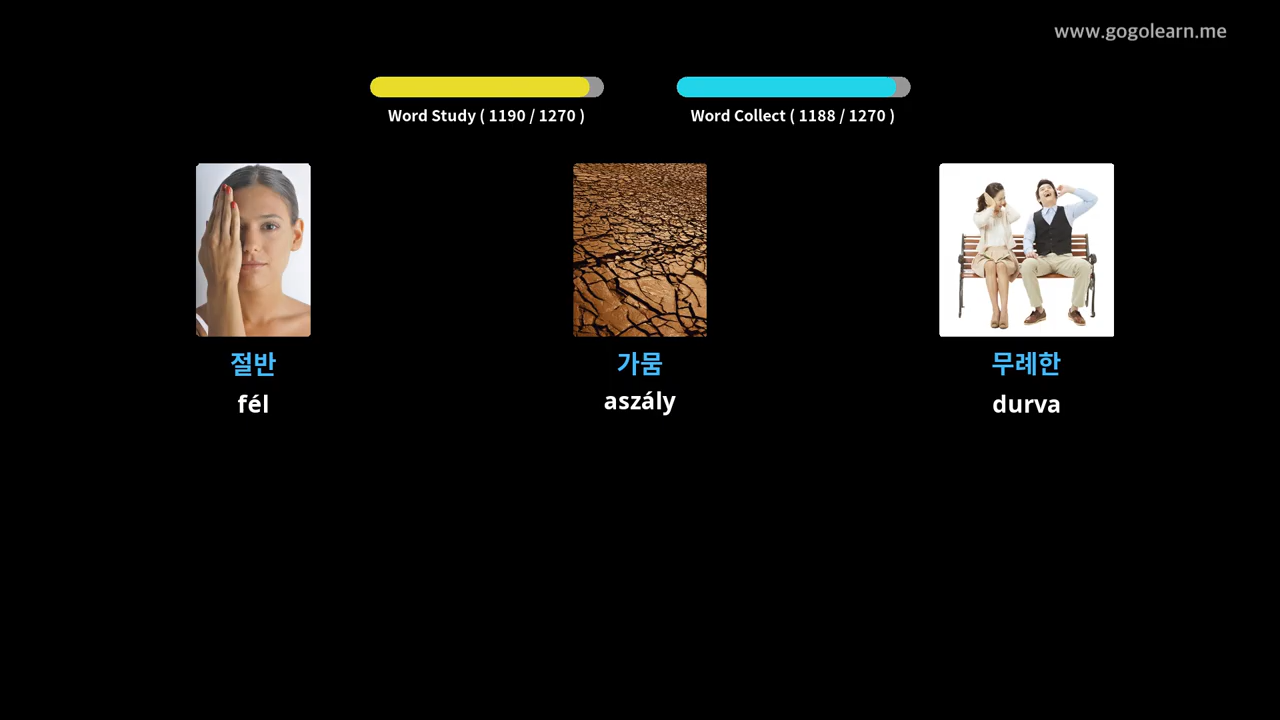 www.gogolearn.me
Word Study ( 1190 / 1270 )
Word Collect ( 1188 / 1270 )
절반
가뭄
무례한
fél
aszály
durva